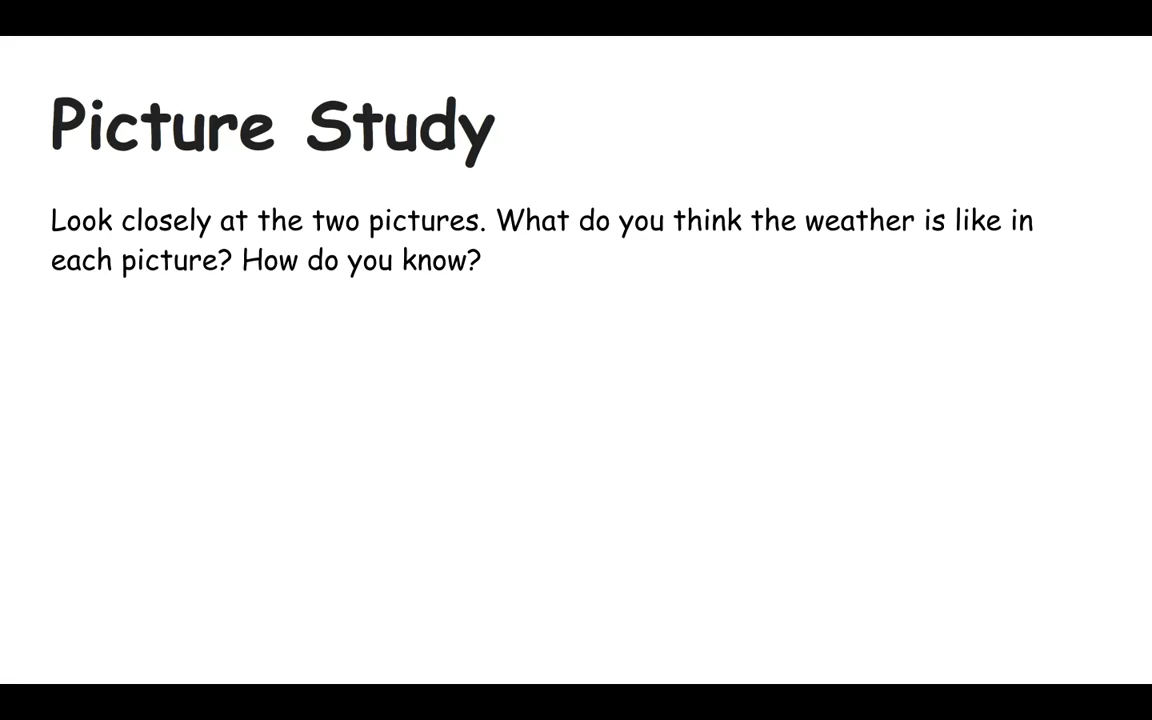 Picture Study
Look closely at the two pictures. What do you think the weather is like in
each picture? How do you know?